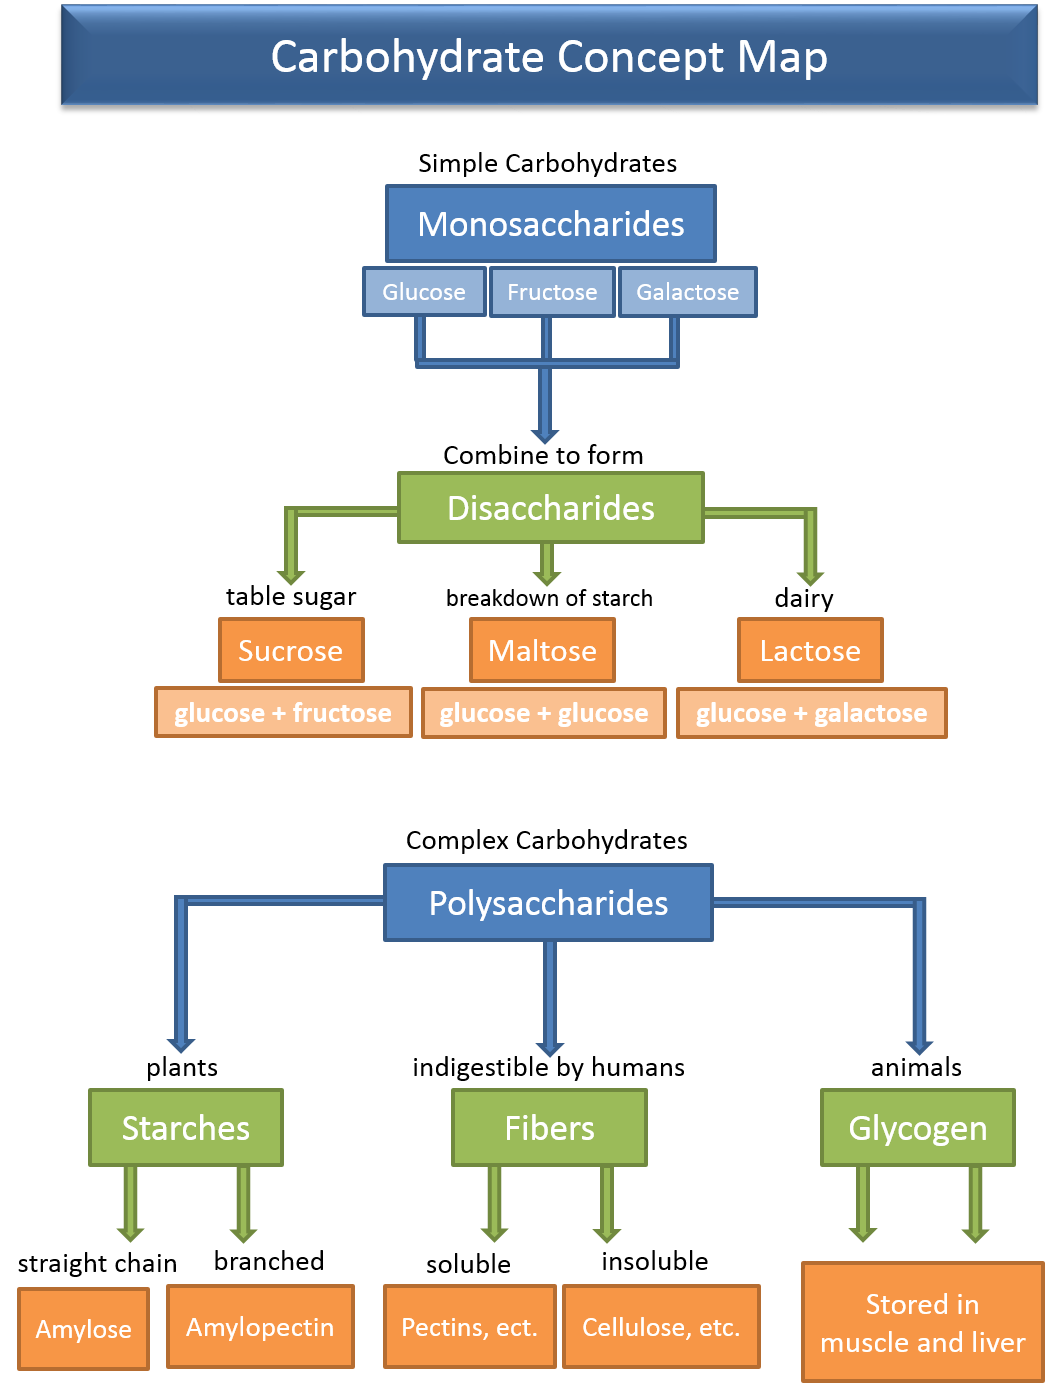 Carbohydrate Concept Map
Simple Carbohydrates
Monosaccharides
Glucose
Fructose
Galactose
Combine to form
Disaccharides
table sugar
breakdown of starch
dairy
Sucrose
Maltose
Lactose
glucose + fructose
glucose + glucose
glucose + galactose
Complex Carbohydrates
Polysaccharides
plants
indigestible by humans
animals
Starches
Fibers
Glycogen
straight chain
branched
soluble
insoluble
Amylose
Amylopectin
Pectins, ect.
Cellulose, etc.
Stored in
muscle and liver